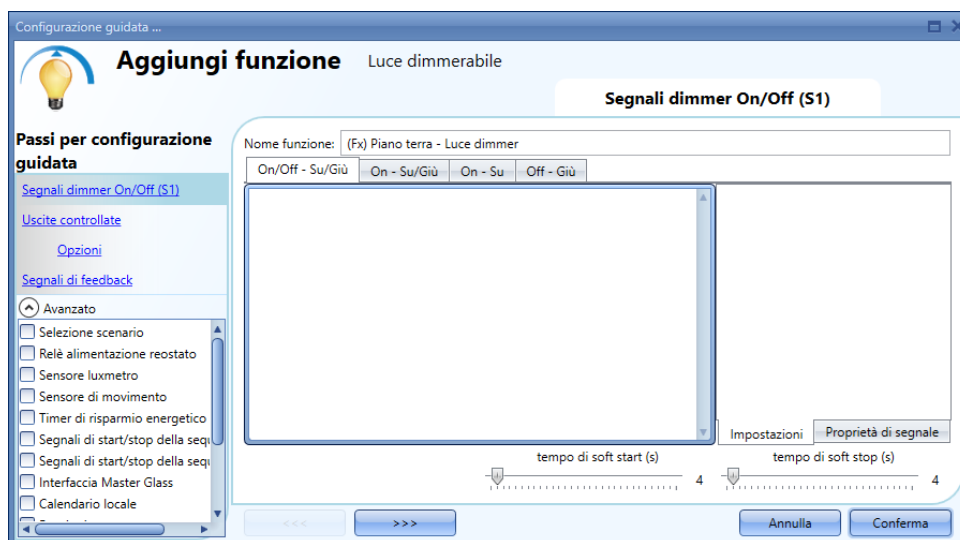 Configurazione guidata ...
Aggiungi funzione Luce dimmerabile
Segnali dimmer On/Off (S1)
Passi per configurazione
guidata
Segnali dimmer On/Off (S1)
Uscite controllate
Opzioni
Segnali di feedback
Avanzato
Selezione scenario
Relè alimentazione reostato
Sensore luxmetro
Sensore di movimento
Timer di risparmio energetico
Segnali di start/stop della sequ
Segnali di start/stop della sequ
Interfaccia Master Glass
Calendario locale
Nome funzione: (Fx) Piano terra - Luce dimmer
On/Off - Su/Giù On - Su/Giù On - Su Off - Giù
Impostazioni Proprietà di segnale
tempo di soft start (s) tempo di soft stop (s)
4 4
<<< >>> Annulla Conferma